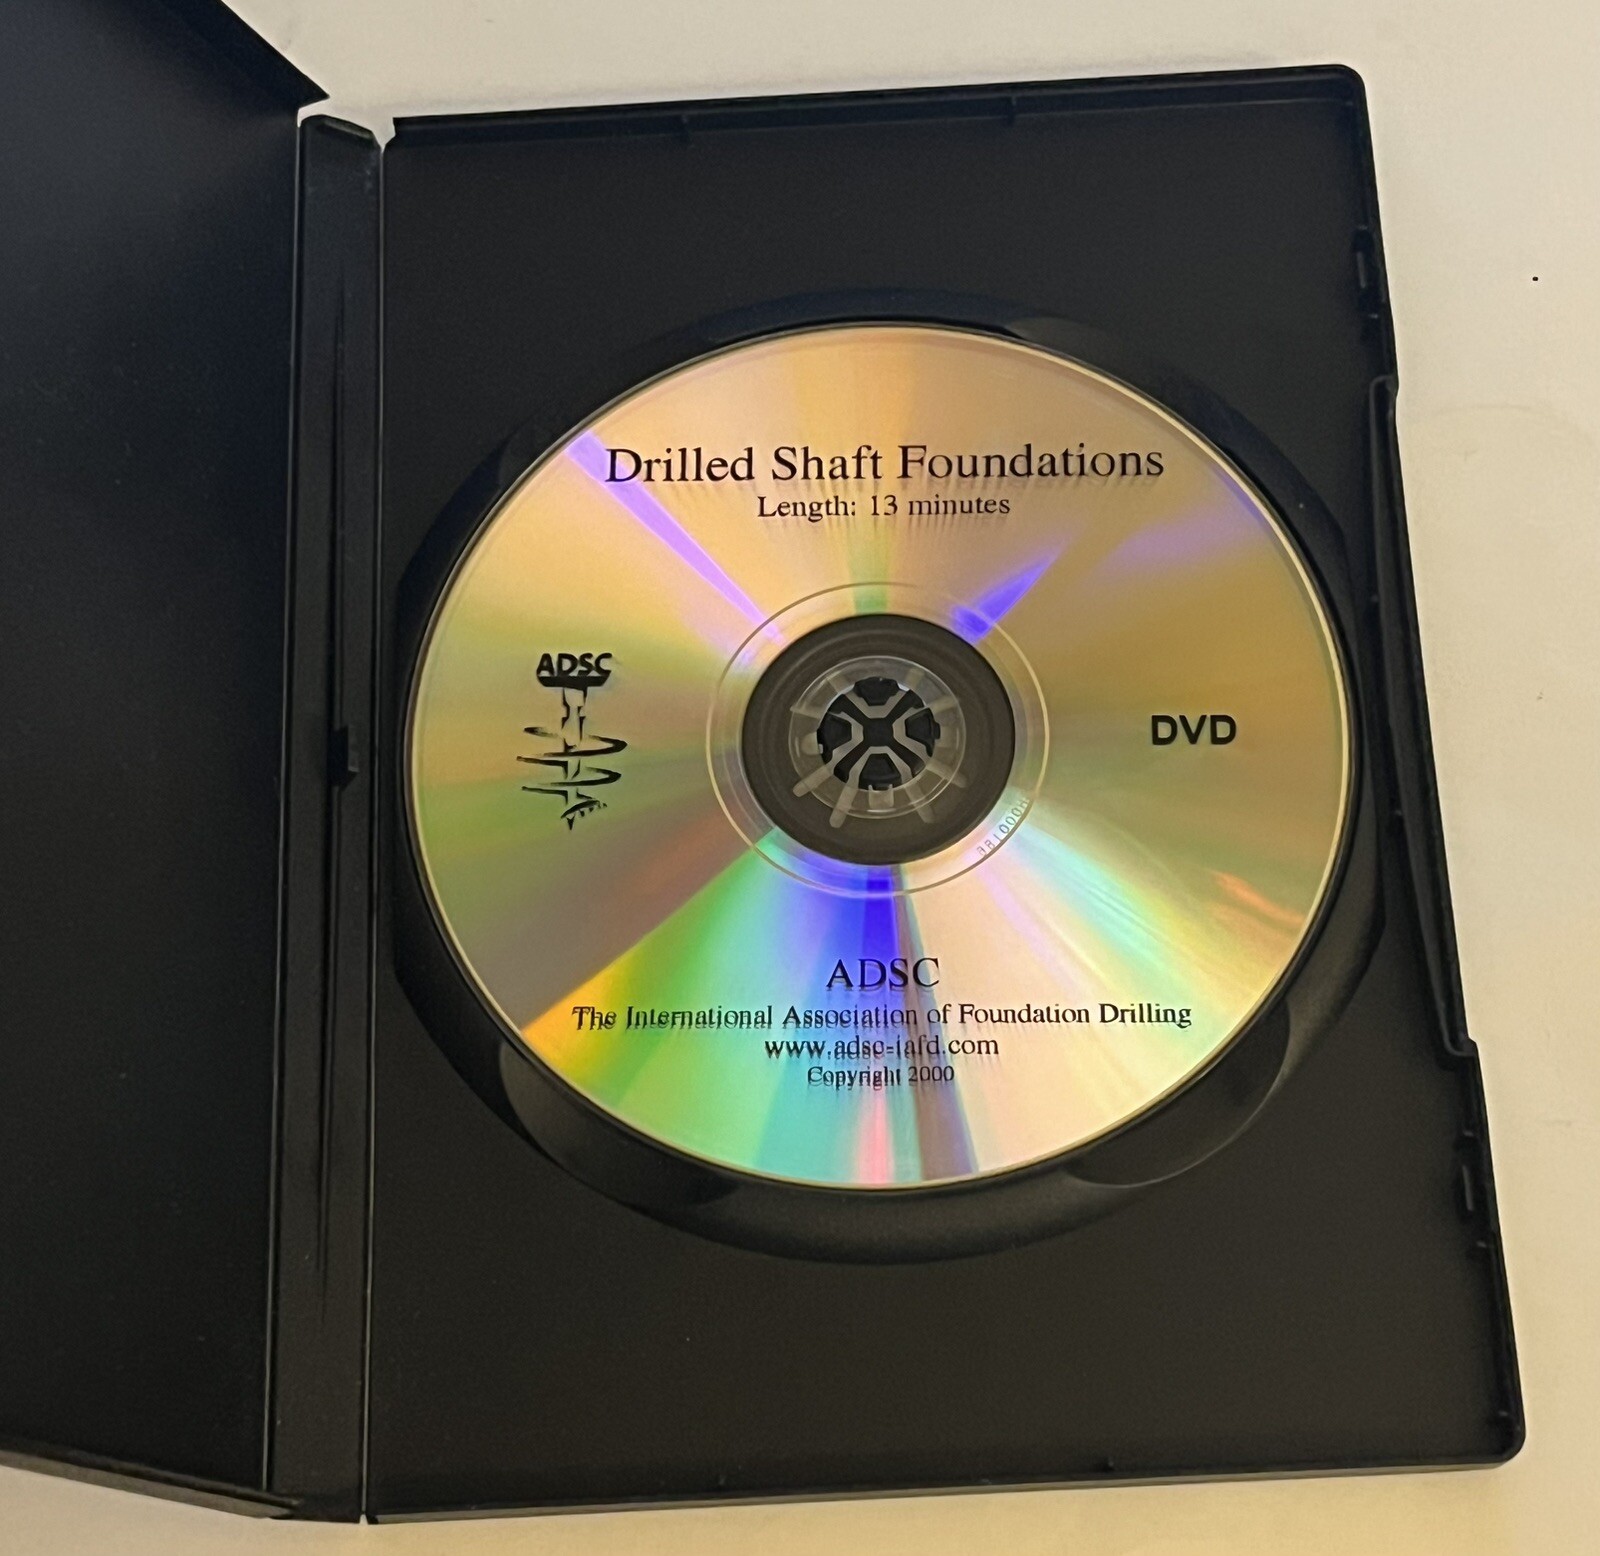 Drilled Shaft Foundations
Length: 13 minutes
ADSC
DVD
ADSC
The International Association of Foundation Drilling
www.adsc-iafd.com
Copyright 2000